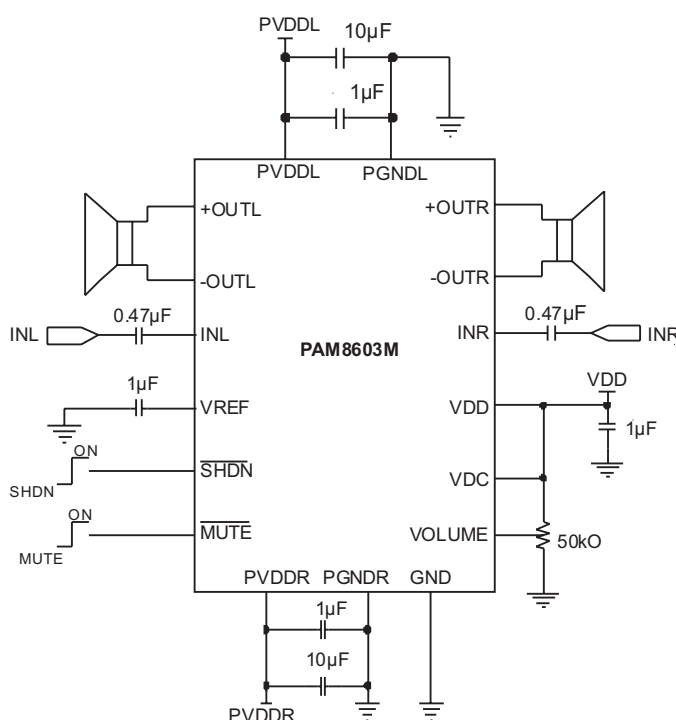 PVDDL
10µF
1µF
PVDDL PGNDL
+OUTL +OUTR
-OUTL -OUTR
0.47µF 0.47µF
INL INL INR INR
PAM8603M
1µF VDD
VREF VDD 1µF
ON
SHDN SHDN VDC
ON
MUTE MUTE VOLUME 50kO
PVDDR PGNDR GND
1µF
10µF
PVDDR